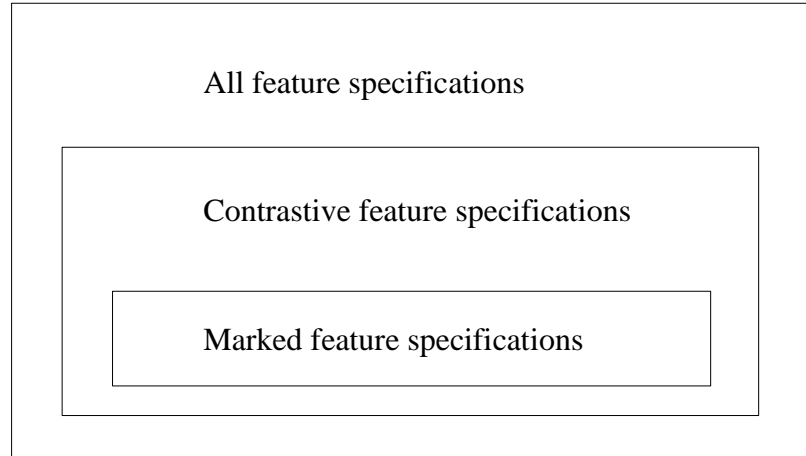 All feature specifications
Contrastive feature specifications
Marked feature specifications